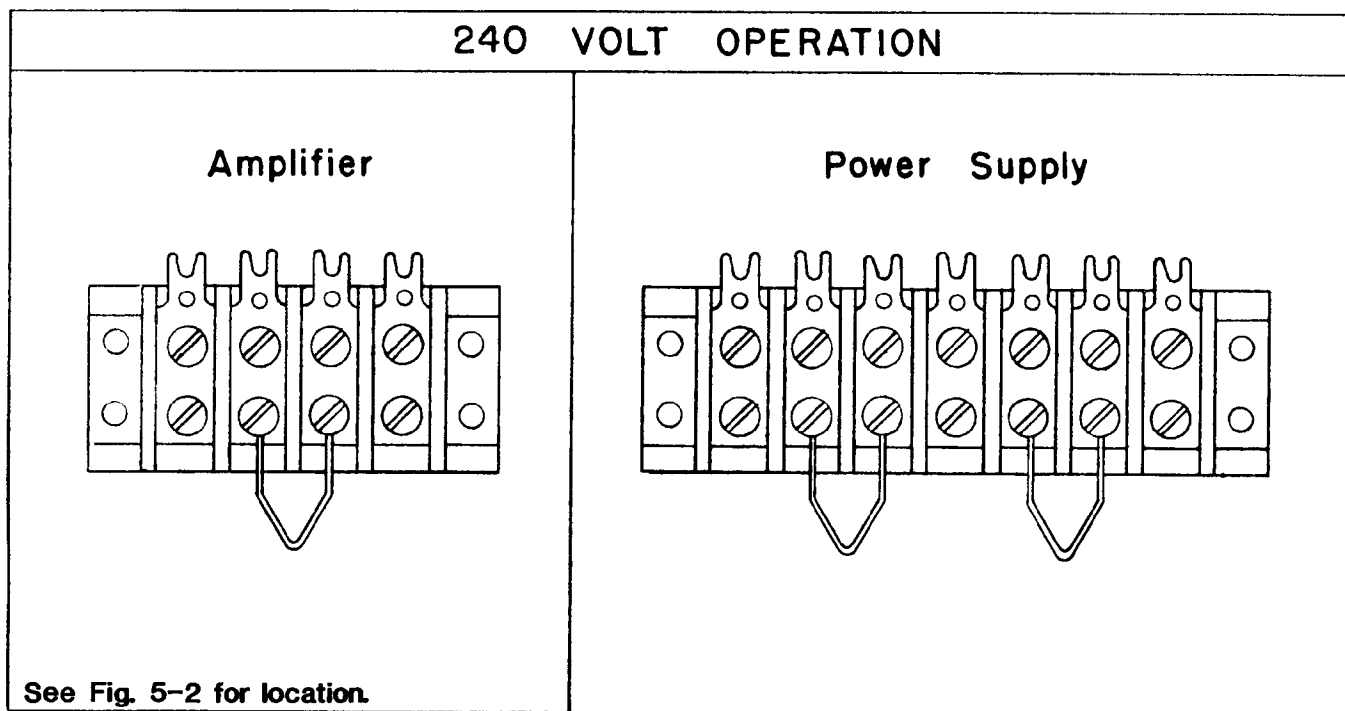 240 VOLT OPERATION
Amplifier
Power Supply
See Fig. 5-2 for location.